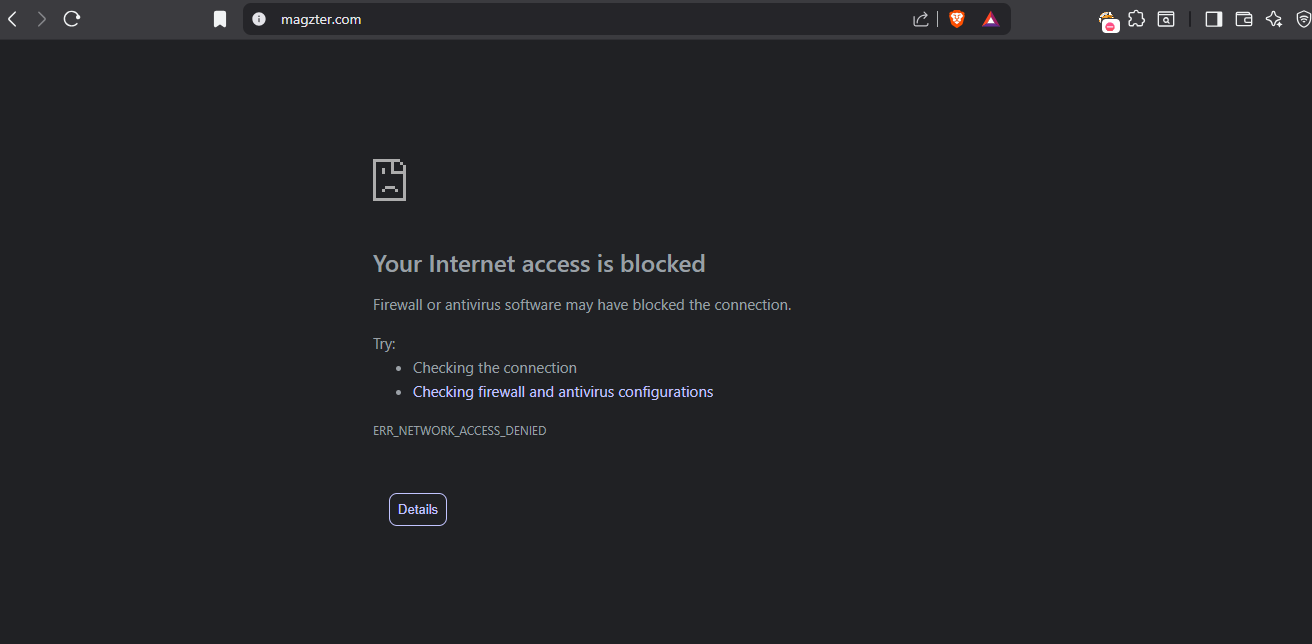 magzter.com
Your Internet access is blocked
Firewall or antivirus software may have blocked the connection.
Try:
Checking the connection
Checking firewall and antivirus configurations
ERR_NETWORK_ACCESS_DENIED
Details